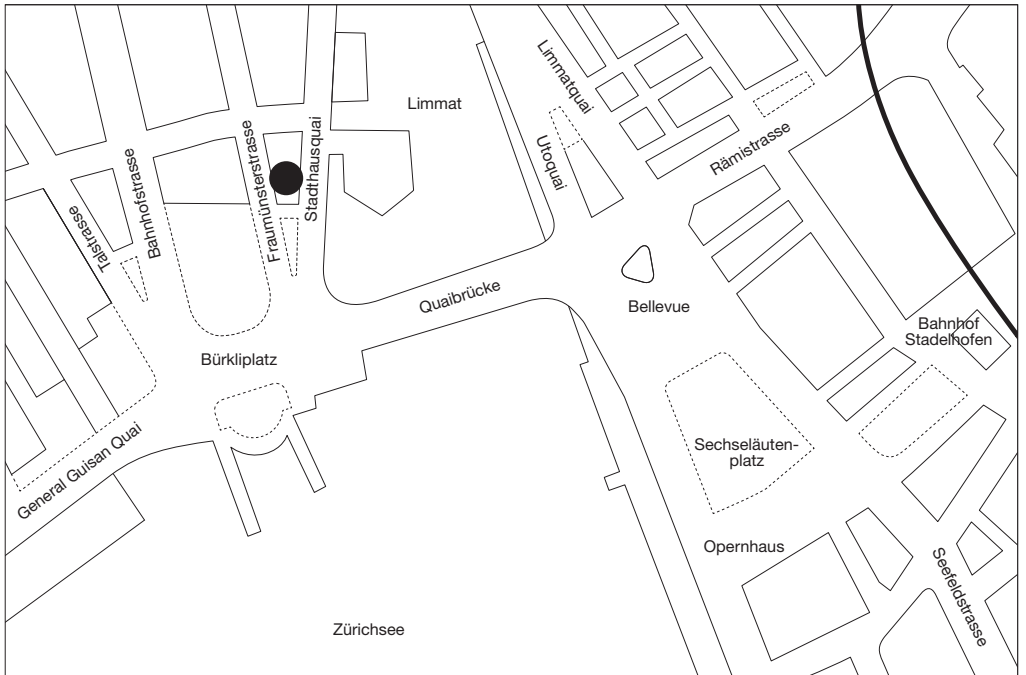 Limmat
Limmatquai
Utoquai
Rämistrasse
Stadthausquai
Fraumünsterstrasse
Bahnhofstrasse
Talstrasse
Quaibrücke
Bellevue
Bahnhof
Stadelhofen
Bürkliplatz
General Guisan Quai
Sechseläuten-
platz
Opernhaus
Seefeldstrasse
Zürichsee